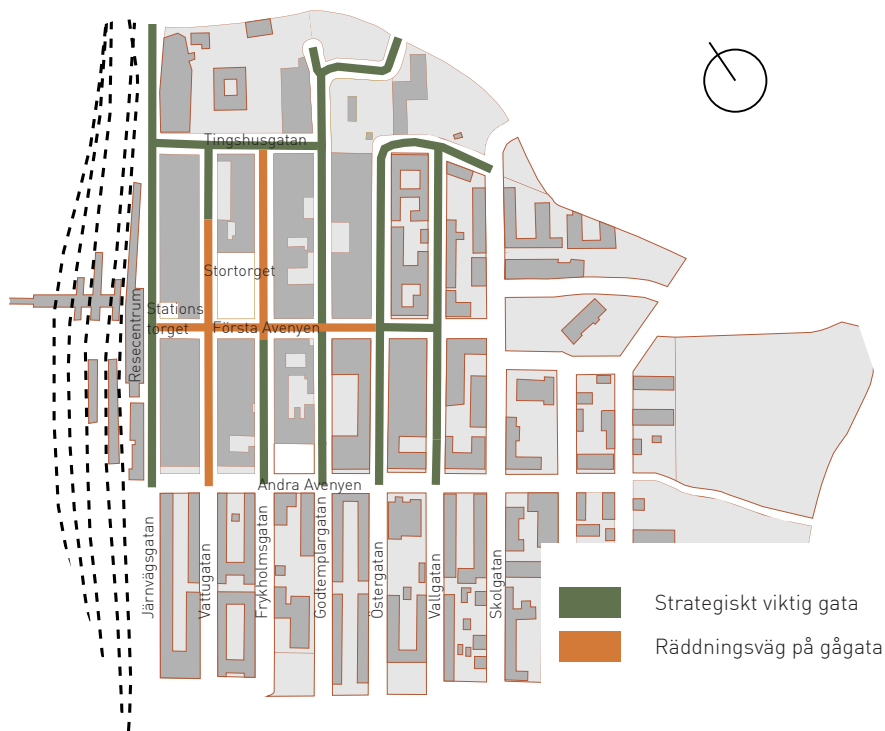 Tingshusgatan
Stortorget
Stations
torget
Första Avenyen
Resecentrum
Andra Avenyen
Järnvägsgatan
Vattugatan
Frykholmsgatan
Godtemplargatan
Östergatan
Vallgatan
Skolgatan
Strategiskt viktig gata
Räddningsväg på gågata